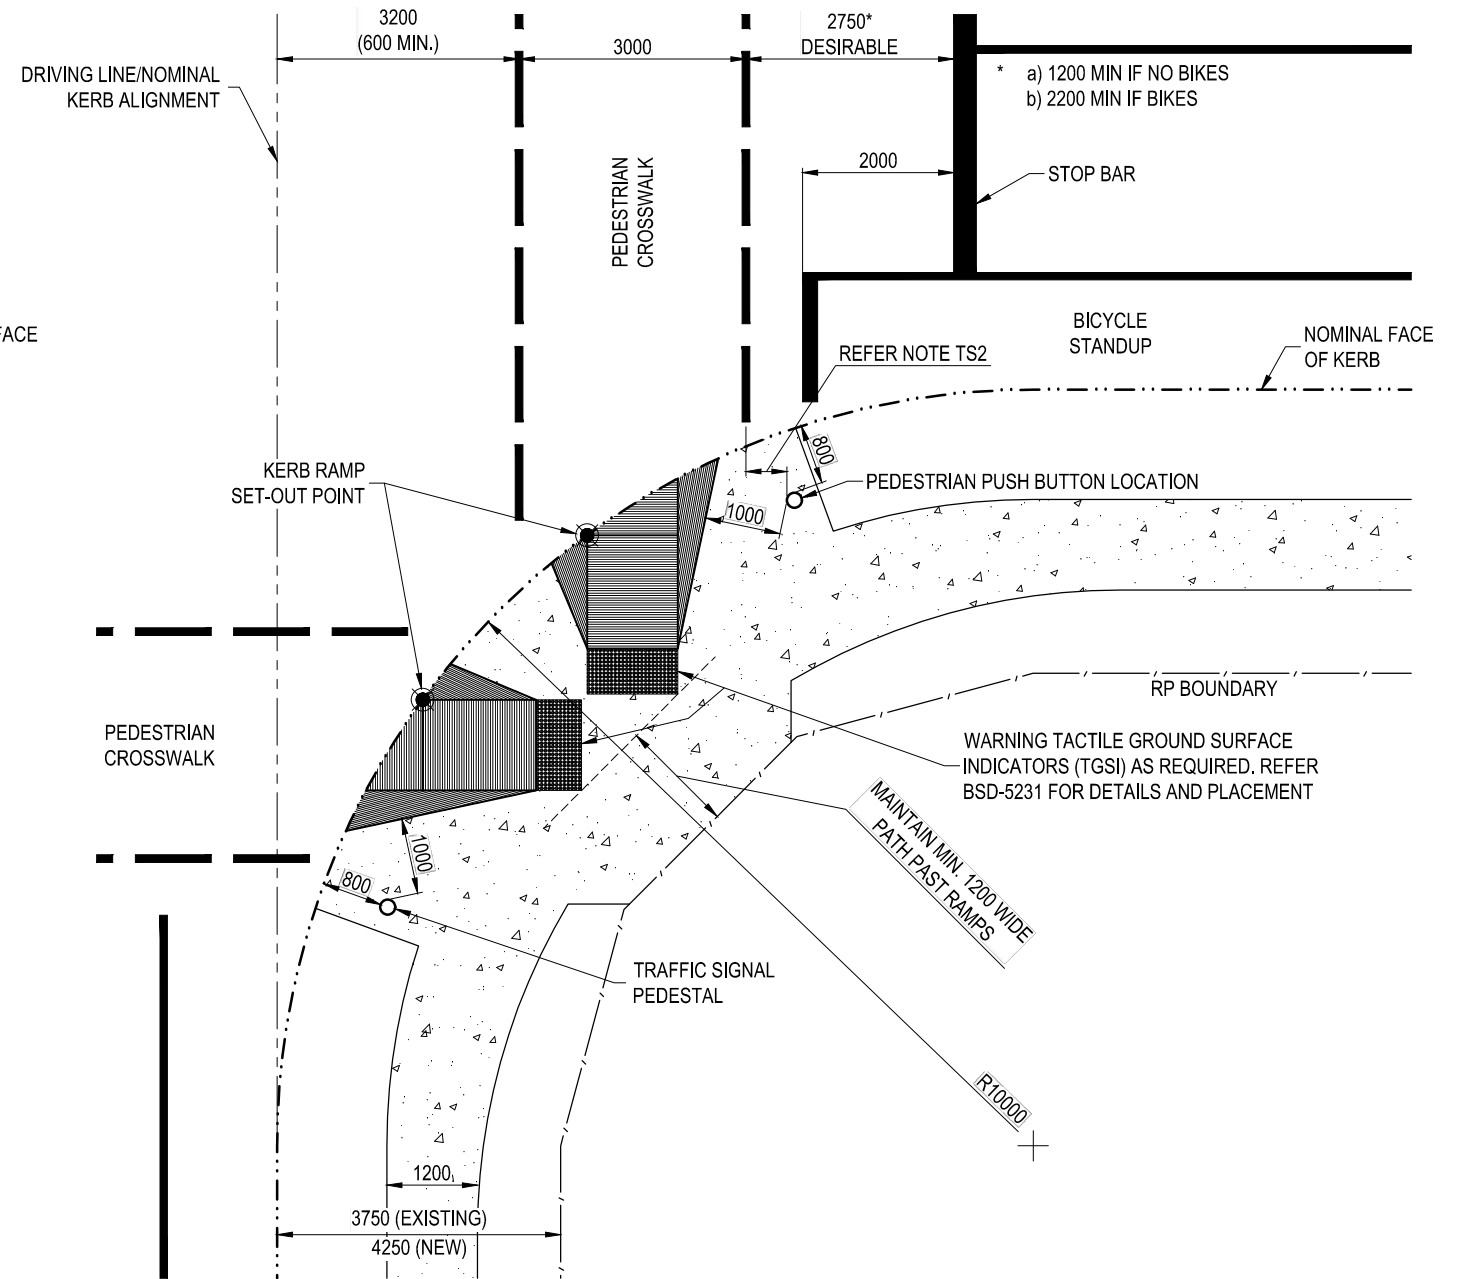 3200
(600 MIN.)
3000
2750*
DESIRABLE
DRIVING LINE/NOMINAL
KERB ALIGNMENT
* a) 1200 MIN IF NO BIKES
b) 2200 MIN IF BIKES
2000
STOP BAR
PEDESTRIAN
CROSSWALK
FACE
BICYCLE
STANDUP
NOMINAL FACE
OF KERB
REFER NOTE TS2
KERB RAMP
SET-OUT POINT
800
PEDESTRIAN PUSH BUTTON LOCATION
1000
RP BOUNDARY
PEDESTRIAN
CROSSWALK
WARNING TACTILE GROUND SURFACE
INDICATORS (TGSI) AS REQUIRED. REFER
BSD-5231 FOR DETAILS AND PLACEMENT
MAINTAIN MIN. 1200 WIDE
PATH PAST RAMPS
1000
800
TRAFFIC SIGNAL
PEDESTAL
R10000
1200
3750 (EXISTING)
4250 (NEW)